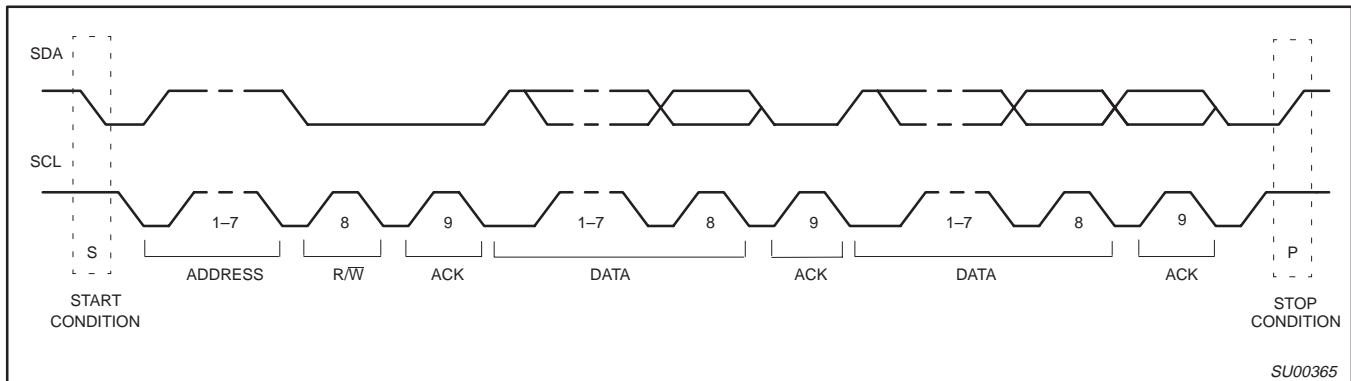 SDA
SCL
1–7 8 9 1–7 8 9 1–7 8 9
S P
ADDRESS R/W̅ ACK DATA ACK DATA ACK
START
CONDITION
STOP
CONDITION
SU00365